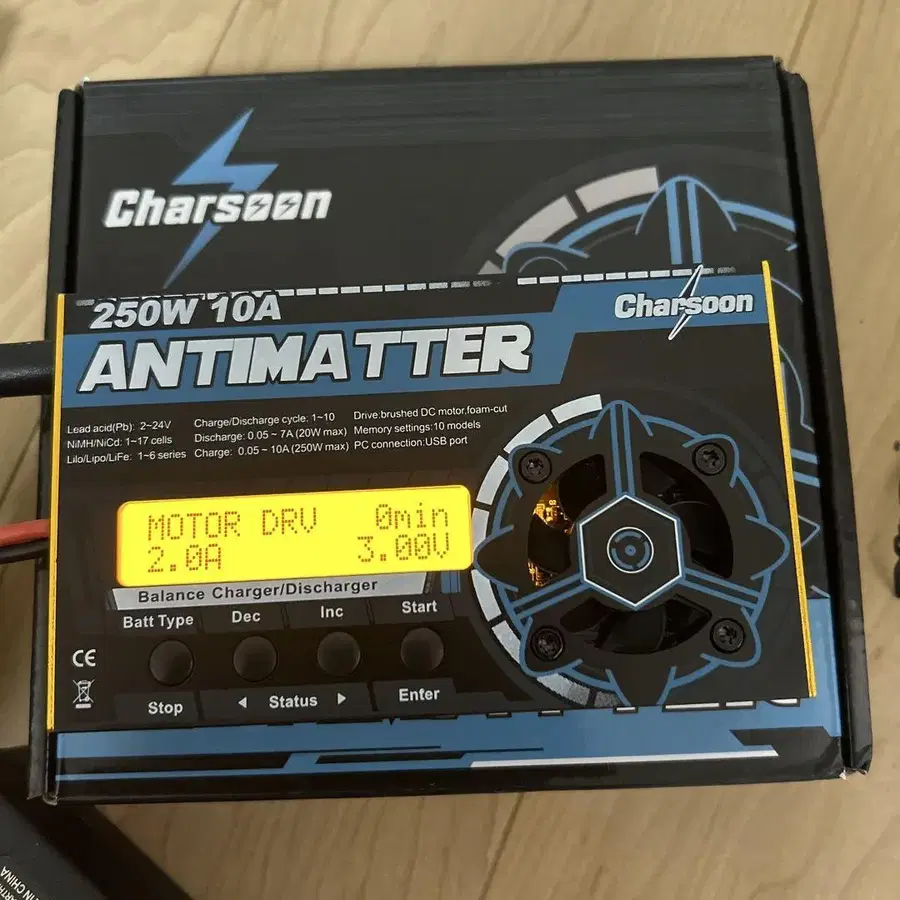 Charsoon
250W 10A
Charsoon
ANTIMATTER
Lead acid(Pb): 2~24V
NiMH/NiCd: 1~17 cells
Lilo/Lipo/LiFe: 1~6 series
Charge/Discharge cycle: 1~10
Discharge: 0.05 ~ 7A (20W max)
Charge: 0.05 ~ 10A (250W max)
Drive:brushed DC motor,foam-cut
Memory settings:10 models
PC connection:USB port
MOTOR DRV 0min
2.0A 3.00V
Balance Charger/Discharger
Batt Type Dec Inc Start
CE
Stop ◄ Status ► Enter
IN CHINA